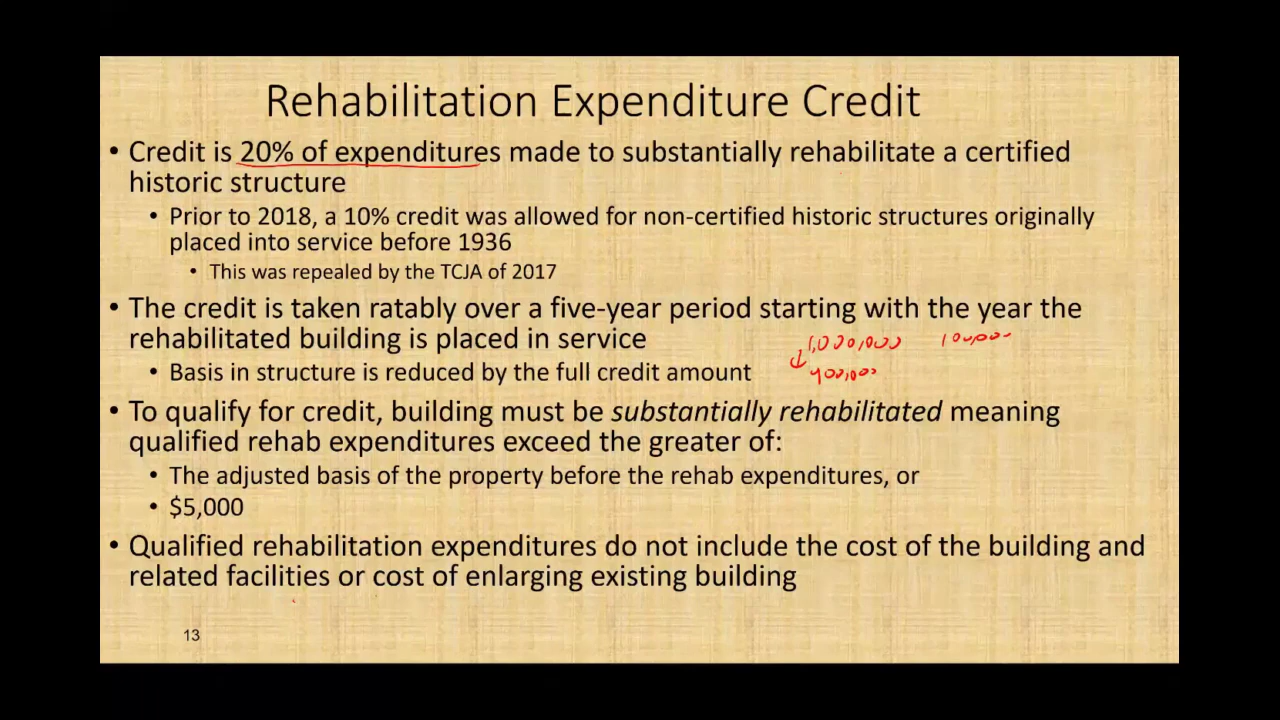 Rehabilitation Expenditure Credit
• Credit is 20% of expenditures made to substantially rehabilitate a certified
historic structure
• Prior to 2018, a 10% credit was allowed for non-certified historic structures originally
placed into service before 1936
• This was repealed by the TCJA of 2017
• The credit is taken ratably over a five-year period starting with the year the
rehabilitated building is placed in service
1,000,000 100,000
• Basis in structure is reduced by the full credit amount
900,000
• To qualify for credit, building must be substantially rehabilitated meaning
qualified rehab expenditures exceed the greater of:
• The adjusted basis of the property before the rehab expenditures, or
• $5,000
• Qualified rehabilitation expenditures do not include the cost of the building and
related facilities or cost of enlarging existing building
13